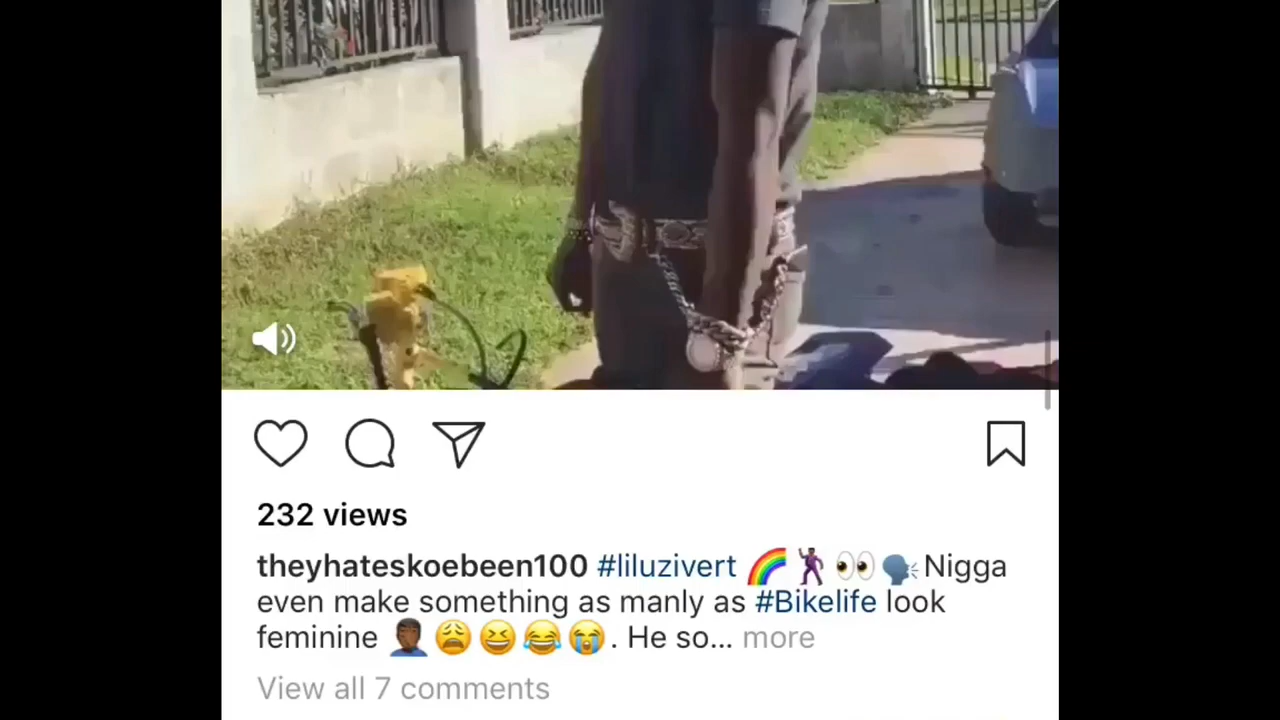 232 views
theyhateskoebeen100 #liluzivert 🌈🕺🏾👀🗣Nigga
even make something as manly as #Bikelife look
feminine 🤦🏾‍♂️😩😆😂😭. He so... more
View all 7 comments